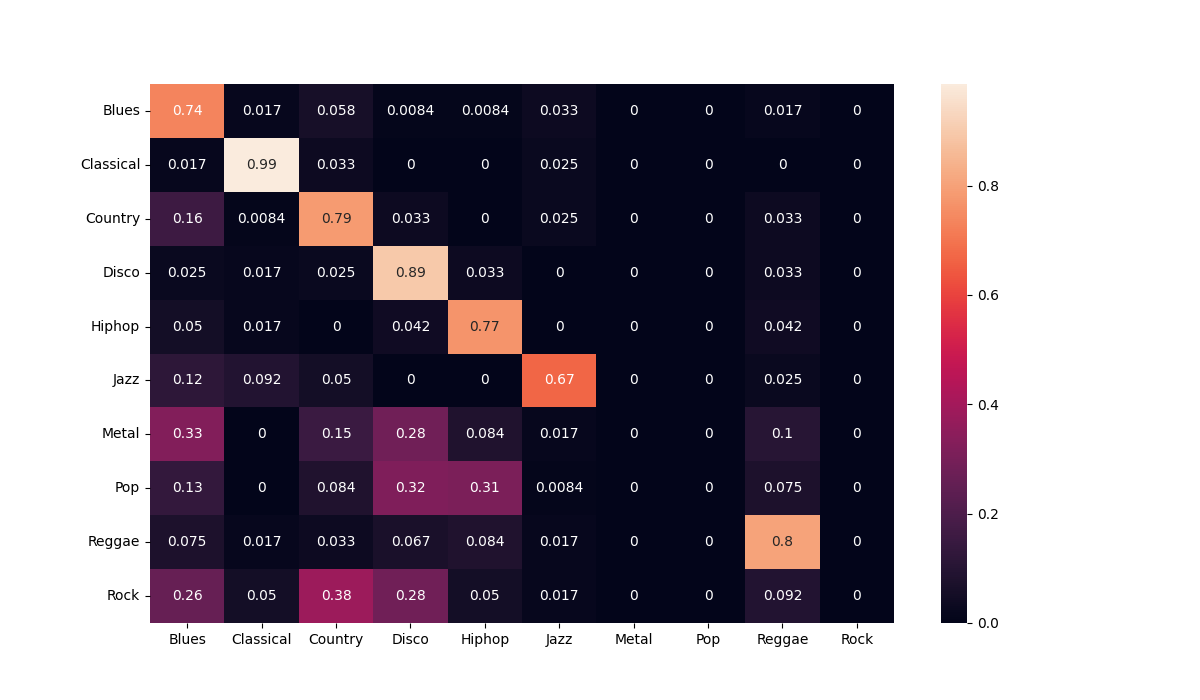 Blues 0.74 0.017 0.058 0.0084 0.0084 0.033 0 0 0.017 0
Classical 0.017 0.99 0.033 0 0 0.025 0 0 0 0
Country 0.16 0.0084 0.79 0.033 0 0.025 0 0 0.033 0
Disco 0.025 0.017 0.025 0.89 0.033 0 0 0 0.033 0
Hiphop 0.05 0.017 0 0.042 0.77 0 0 0 0.042 0
Jazz 0.12 0.092 0.05 0 0 0.67 0 0 0.025 0
Metal 0.33 0 0.15 0.28 0.084 0.017 0 0 0.1 0
Pop 0.13 0 0.084 0.32 0.31 0.0084 0 0 0.075 0
Reggae 0.075 0.017 0.033 0.067 0.084 0.017 0 0 0.8 0
Rock 0.26 0.05 0.38 0.28 0.05 0.017 0 0 0.092 0
Blues Classical Country Disco Hiphop Jazz Metal Pop Reggae Rock
0.8
0.6
0.4
0.2
0.0